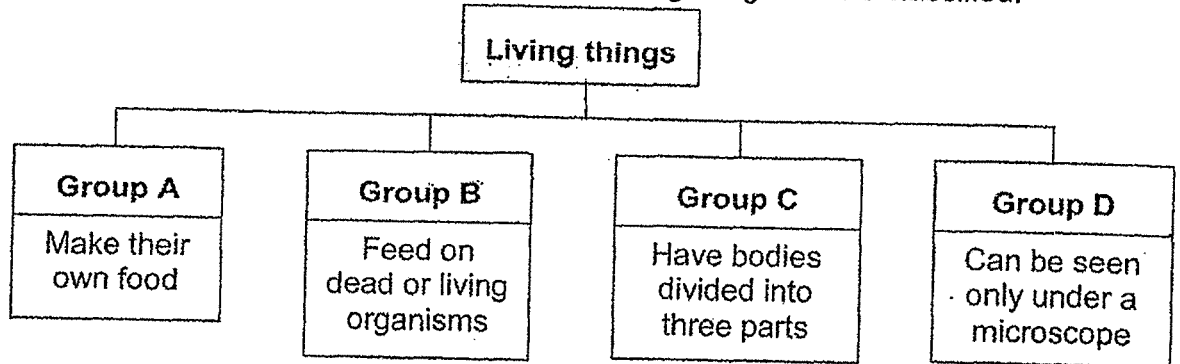 Living things
Group A
Make their
own food
Group B
Feed on
dead or living
organisms
Group C
Have bodies
divided into
three parts
Group D
Can be seen
only under a
microscope